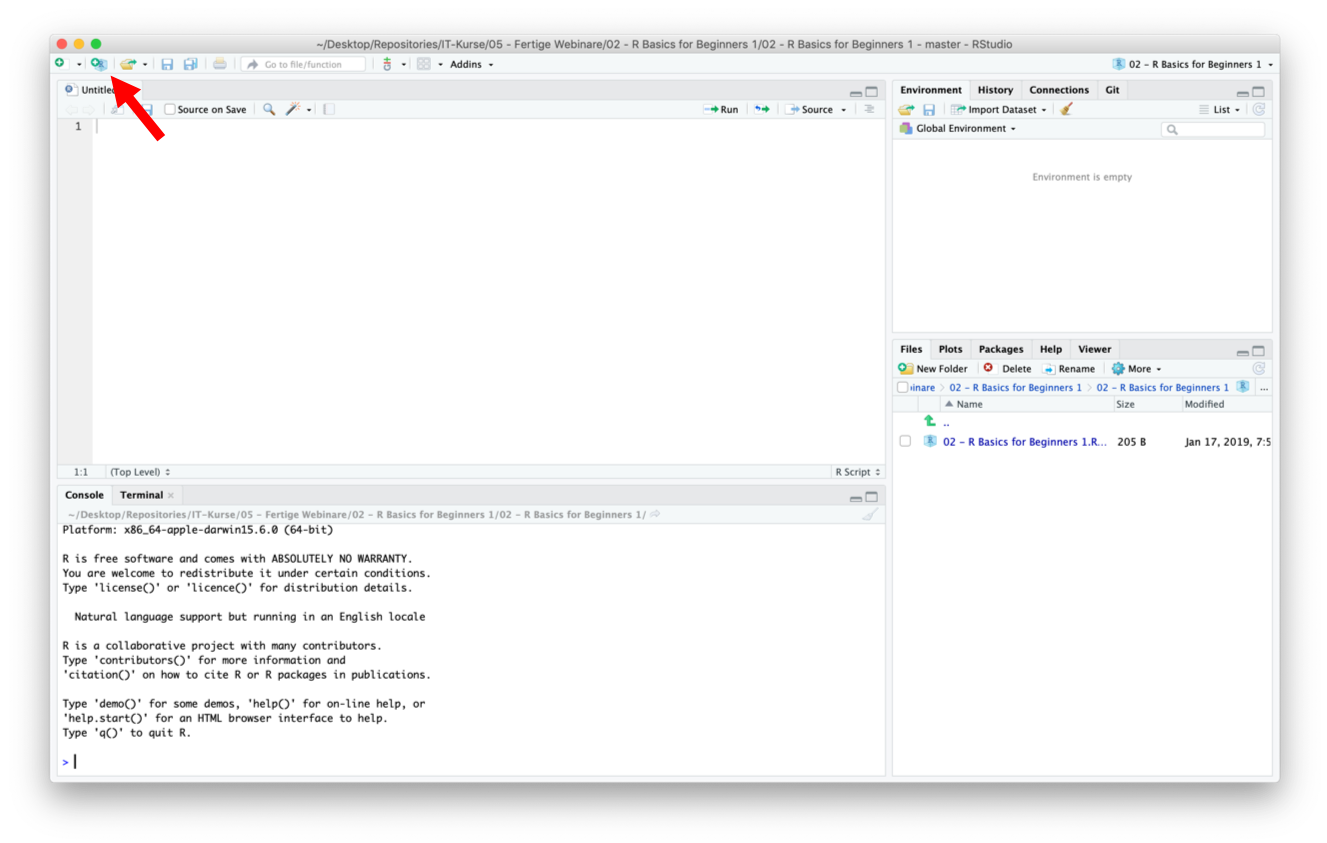 ~/Desktop/Repositories/IT-Kurse/05 - Fertige Webinare/02 - R Basics for Beginners 1/02 - R Basics for Beginners 1 - master - RStudio
Go to file/function
Addins
02 – R Basics for Beginners 1
Source on Save
Run
Source
1
1:1
(Top Level)
R Script
Console
Terminal
~/Desktop/Repositories/IT-Kurse/05 – Fertige Webinare/02 – R Basics for Beginners 1/02 – R Basics for Beginners 1/
Platform: x86_64-apple-darwin15.6.0 (64-bit)
R is free software and comes with ABSOLUTELY NO WARRANTY.
You are welcome to redistribute it under certain conditions.
Type 'license()' or 'licence()' for distribution details.
Natural language support but running in an English locale
R is a collaborative project with many contributors.
Type 'contributors()' for more information and
'citation()' on how to cite R or R packages in publications.
Type 'demo()' for some demos, 'help()' for on-line help, or
'help.start()' for an HTML browser interface to help.
Type 'q()' to quit R.
>
Environment History Connections Git
Import Dataset
List
Global Environment
Environment is empty
Files Plots Packages Help Viewer
New Folder Delete Rename More
inare > 02 – R Basics for Beginners 1 > 02 – R Basics for Beginners 1 ...
Name Size Modified
..
02 – R Basics for Beginners 1.R... 205 B Jan 17, 2019, 7:5